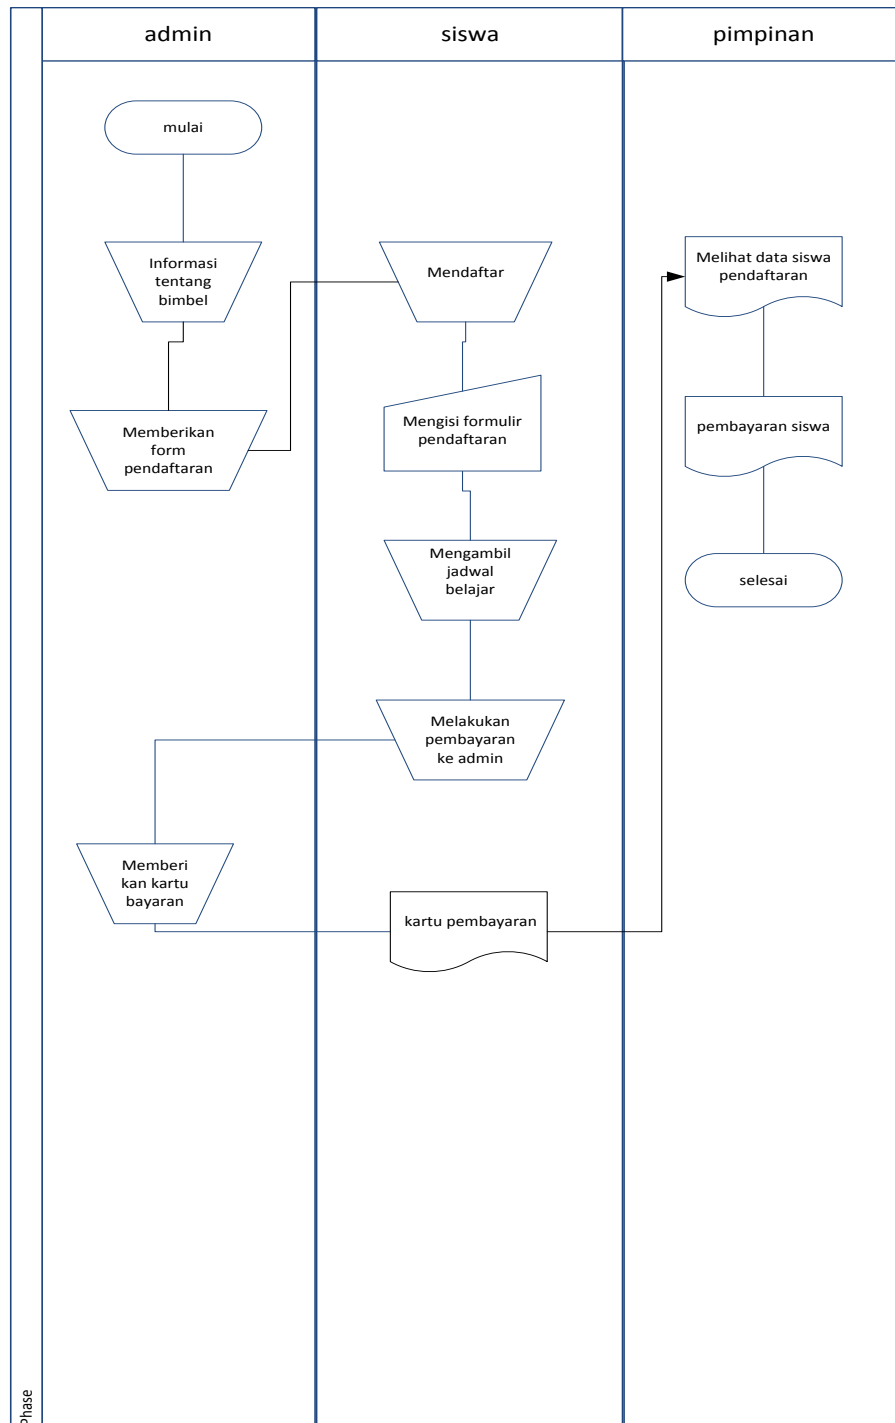 admin
siswa
pimpinan
mulai
Informasi
tentang
bimbel
Memberikan
form
pendaftaran
Mendaftar
Mengisi formulir
pendaftaran
Mengambil
jadwal
belajar
Melakukan
pembayaran
ke admin
Memberi
kan kartu
bayaran
kartu pembayaran
Melihat data siswa
pendaftaran
pembayaran siswa
selesai
Phase